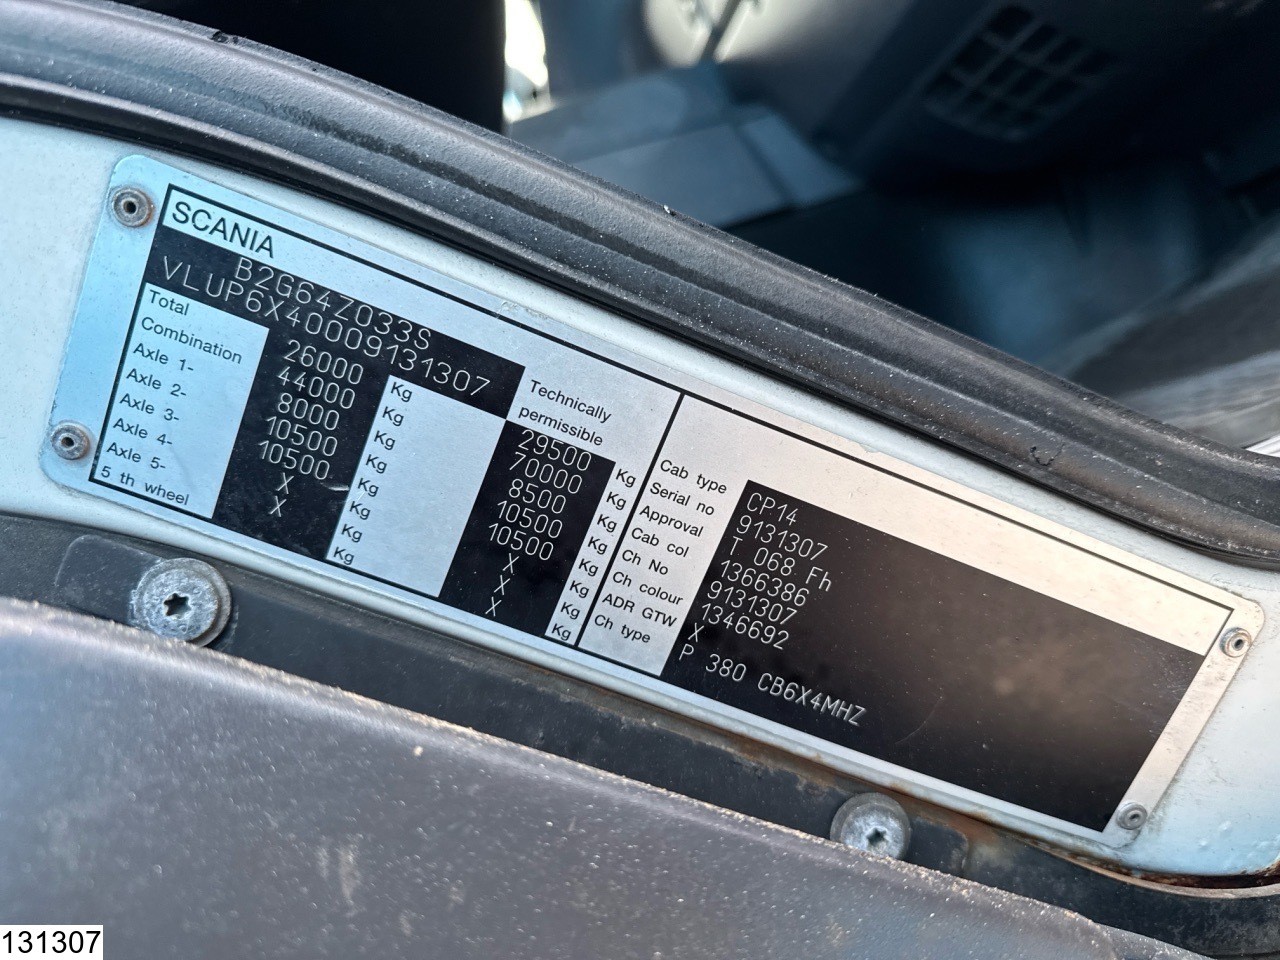 SCANIA
B2G64Z033S
VLUP6X40009131307
Technically
permissible
Total 26000 Kg 29500 Kg
Combination 44000 Kg 70000 Kg
Axle 1- 8000 Kg 8500 Kg
Axle 2- 10500 Kg 10500 Kg
Axle 3- 10500 Kg 10500 Kg
Axle 4- X Kg X Kg
Axle 5- X Kg X Kg
5 th wheel Kg X Kg
Cab type CP14
Serial no 9131307
Approval T 068 Fh
Cab col 1366386
Ch No 9131307
Ch colour 1346692
ADR GTW X
Ch type P 380 CB6X4MHZ
131307